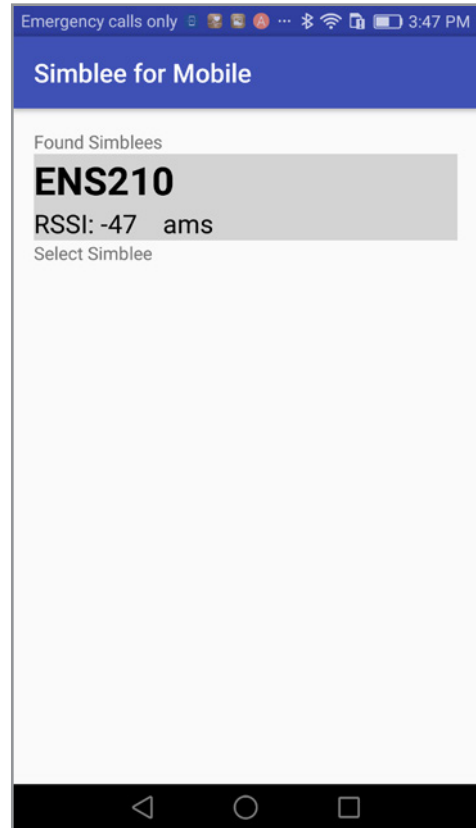 Emergency calls only ... 3:47 PM
Simblee for Mobile
Found Simblees
ENS210
RSSI: -47 ams
Select Simblee